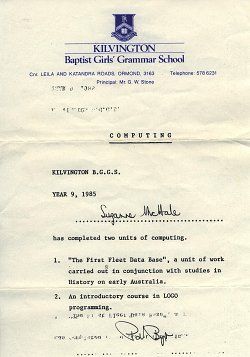 KILVINGTON
Baptist Girls' Grammar School
Cnr. LEILA AND KATANDRA ROADS, ORMOND, 3163 Telephone: 578 6231
Principal: Mr. G. W. Stone
COMPUTING
KILVINGTON B.G.G.S.
YEAR 9, 1985
Suzanne McHale
has completed two units of computing.
1. "The First Fleet Data Base", a unit of work
carried out in conjunction with studies in
History on early Australia.
2. An introductory course in LOGO
programming.